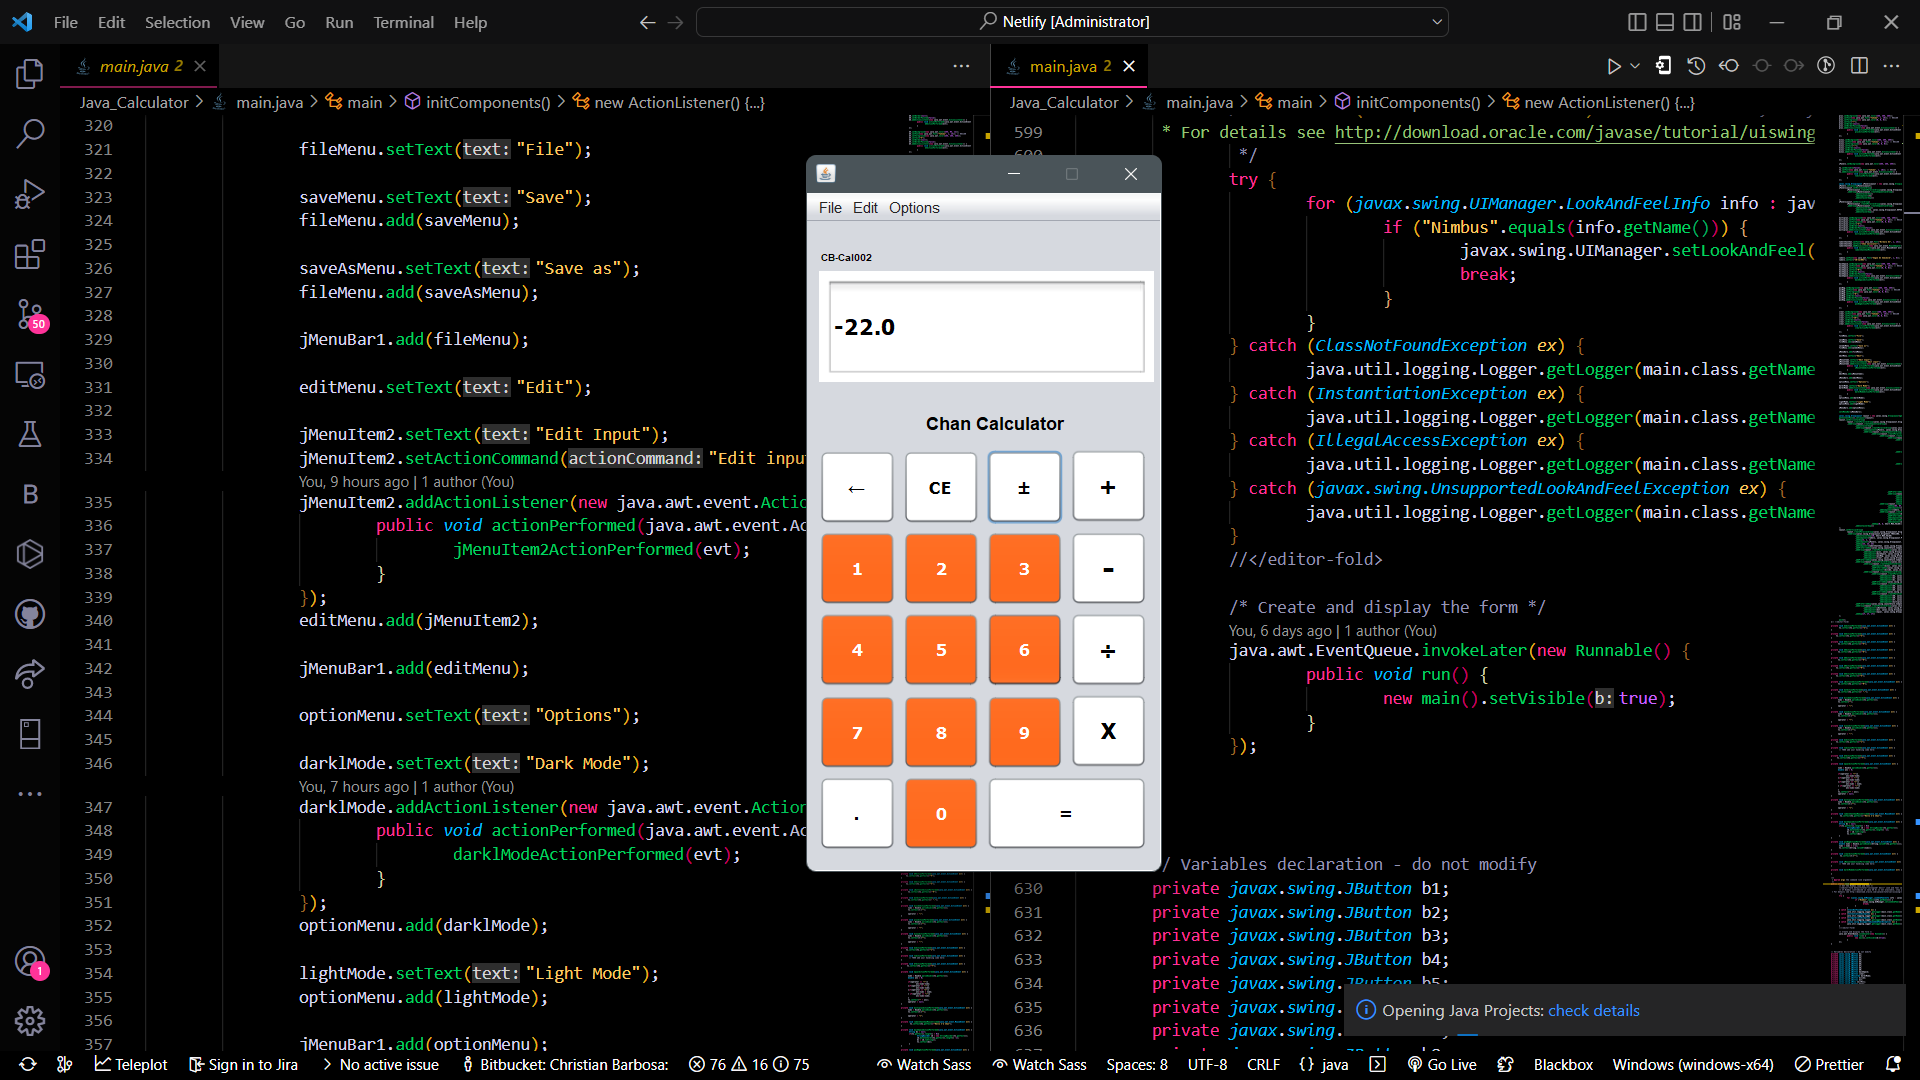 File Edit Selection View Go Run Terminal Help
Netlify [Administrator]
main.java 2
Java_Calculator > main.java > main > initComponents() > new ActionListener() {...}
320
321 fileMenu.setText(text: "File");
322
323 saveMenu.setText(text: "Save");
324 fileMenu.add(saveMenu);
325
326 saveAsMenu.setText(text: "Save as");
327 fileMenu.add(saveAsMenu);
328
329 jMenuBar1.add(fileMenu);
330
331 editMenu.setText(text: "Edit");
332
333 jMenuItem2.setText(text: "Edit Input");
334 jMenuItem2.setActionCommand(actionCommand: "Edit input
You, 9 hours ago | 1 author (You)
335 jMenuItem2.addActionListener(new java.awt.event.Action
336 public void actionPerformed(java.awt.event.Ac
337 jMenuItem2ActionPerformed(evt);
338 }
339 });
340 editMenu.add(jMenuItem2);
341
342 jMenuBar1.add(editMenu);
343
344 optionMenu.setText(text: "Options");
345
346 darklMode.setText(text: "Dark Mode");
You, 7 hours ago | 1 author (You)
347 darklMode.addActionListener(new java.awt.event.Action
348 public void actionPerformed(java.awt.event.Ac
349 darklModeActionPerformed(evt);
350 }
351 });
352 optionMenu.add(darklMode);
353
354 lightMode.setText(text: "Light Mode");
355 optionMenu.add(lightMode);
356
357 jMenuBar1.add(optionMenu);
File Edit Options
CB-Cal002
-22.0
Chan Calculator
← CE ± +
1 2 3 -
4 5 6 ÷
7 8 9 X
. 0 =
main.java 2
Java_Calculator > main.java > main > initComponents() > new ActionListener() {...}
599 * For details see http://download.oracle.com/javase/tutorial/uiswing
600 */
try {
for (javax.swing.UIManager.LookAndFeelInfo info : jav
if ("Nimbus".equals(info.getName())) {
javax.swing.UIManager.setLookAndFeel(
break;
}
}
} catch (ClassNotFoundException ex) {
java.util.logging.Logger.getLogger(main.class.getName
} catch (InstantiationException ex) {
java.util.logging.Logger.getLogger(main.class.getName
} catch (IllegalAccessException ex) {
java.util.logging.Logger.getLogger(main.class.getName
} catch (javax.swing.UnsupportedLookAndFeelException ex) {
java.util.logging.Logger.getLogger(main.class.getName
}
//</editor-fold>
/* Create and display the form */
You, 6 days ago | 1 author (You)
java.awt.EventQueue.invokeLater(new Runnable() {
public void run() {
new main().setVisible(b: true);
}
});
/ Variables declaration - do not modify
630 private javax.swing.JButton b1;
631 private javax.swing.JButton b2;
632 private javax.swing.JButton b3;
633 private javax.swing.JButton b4;
634 private javax.swing.JButton b5;
635 private
636 private
Opening Java Projects: check details
50
1
Teleplot Sign in to Jira No active issue Bitbucket: Christian Barbosa: 76 16 75 Watch Sass Watch Sass Spaces: 8 UTF-8 CRLF {} java Go Live Blackbox Windows (windows-x64) Prettier